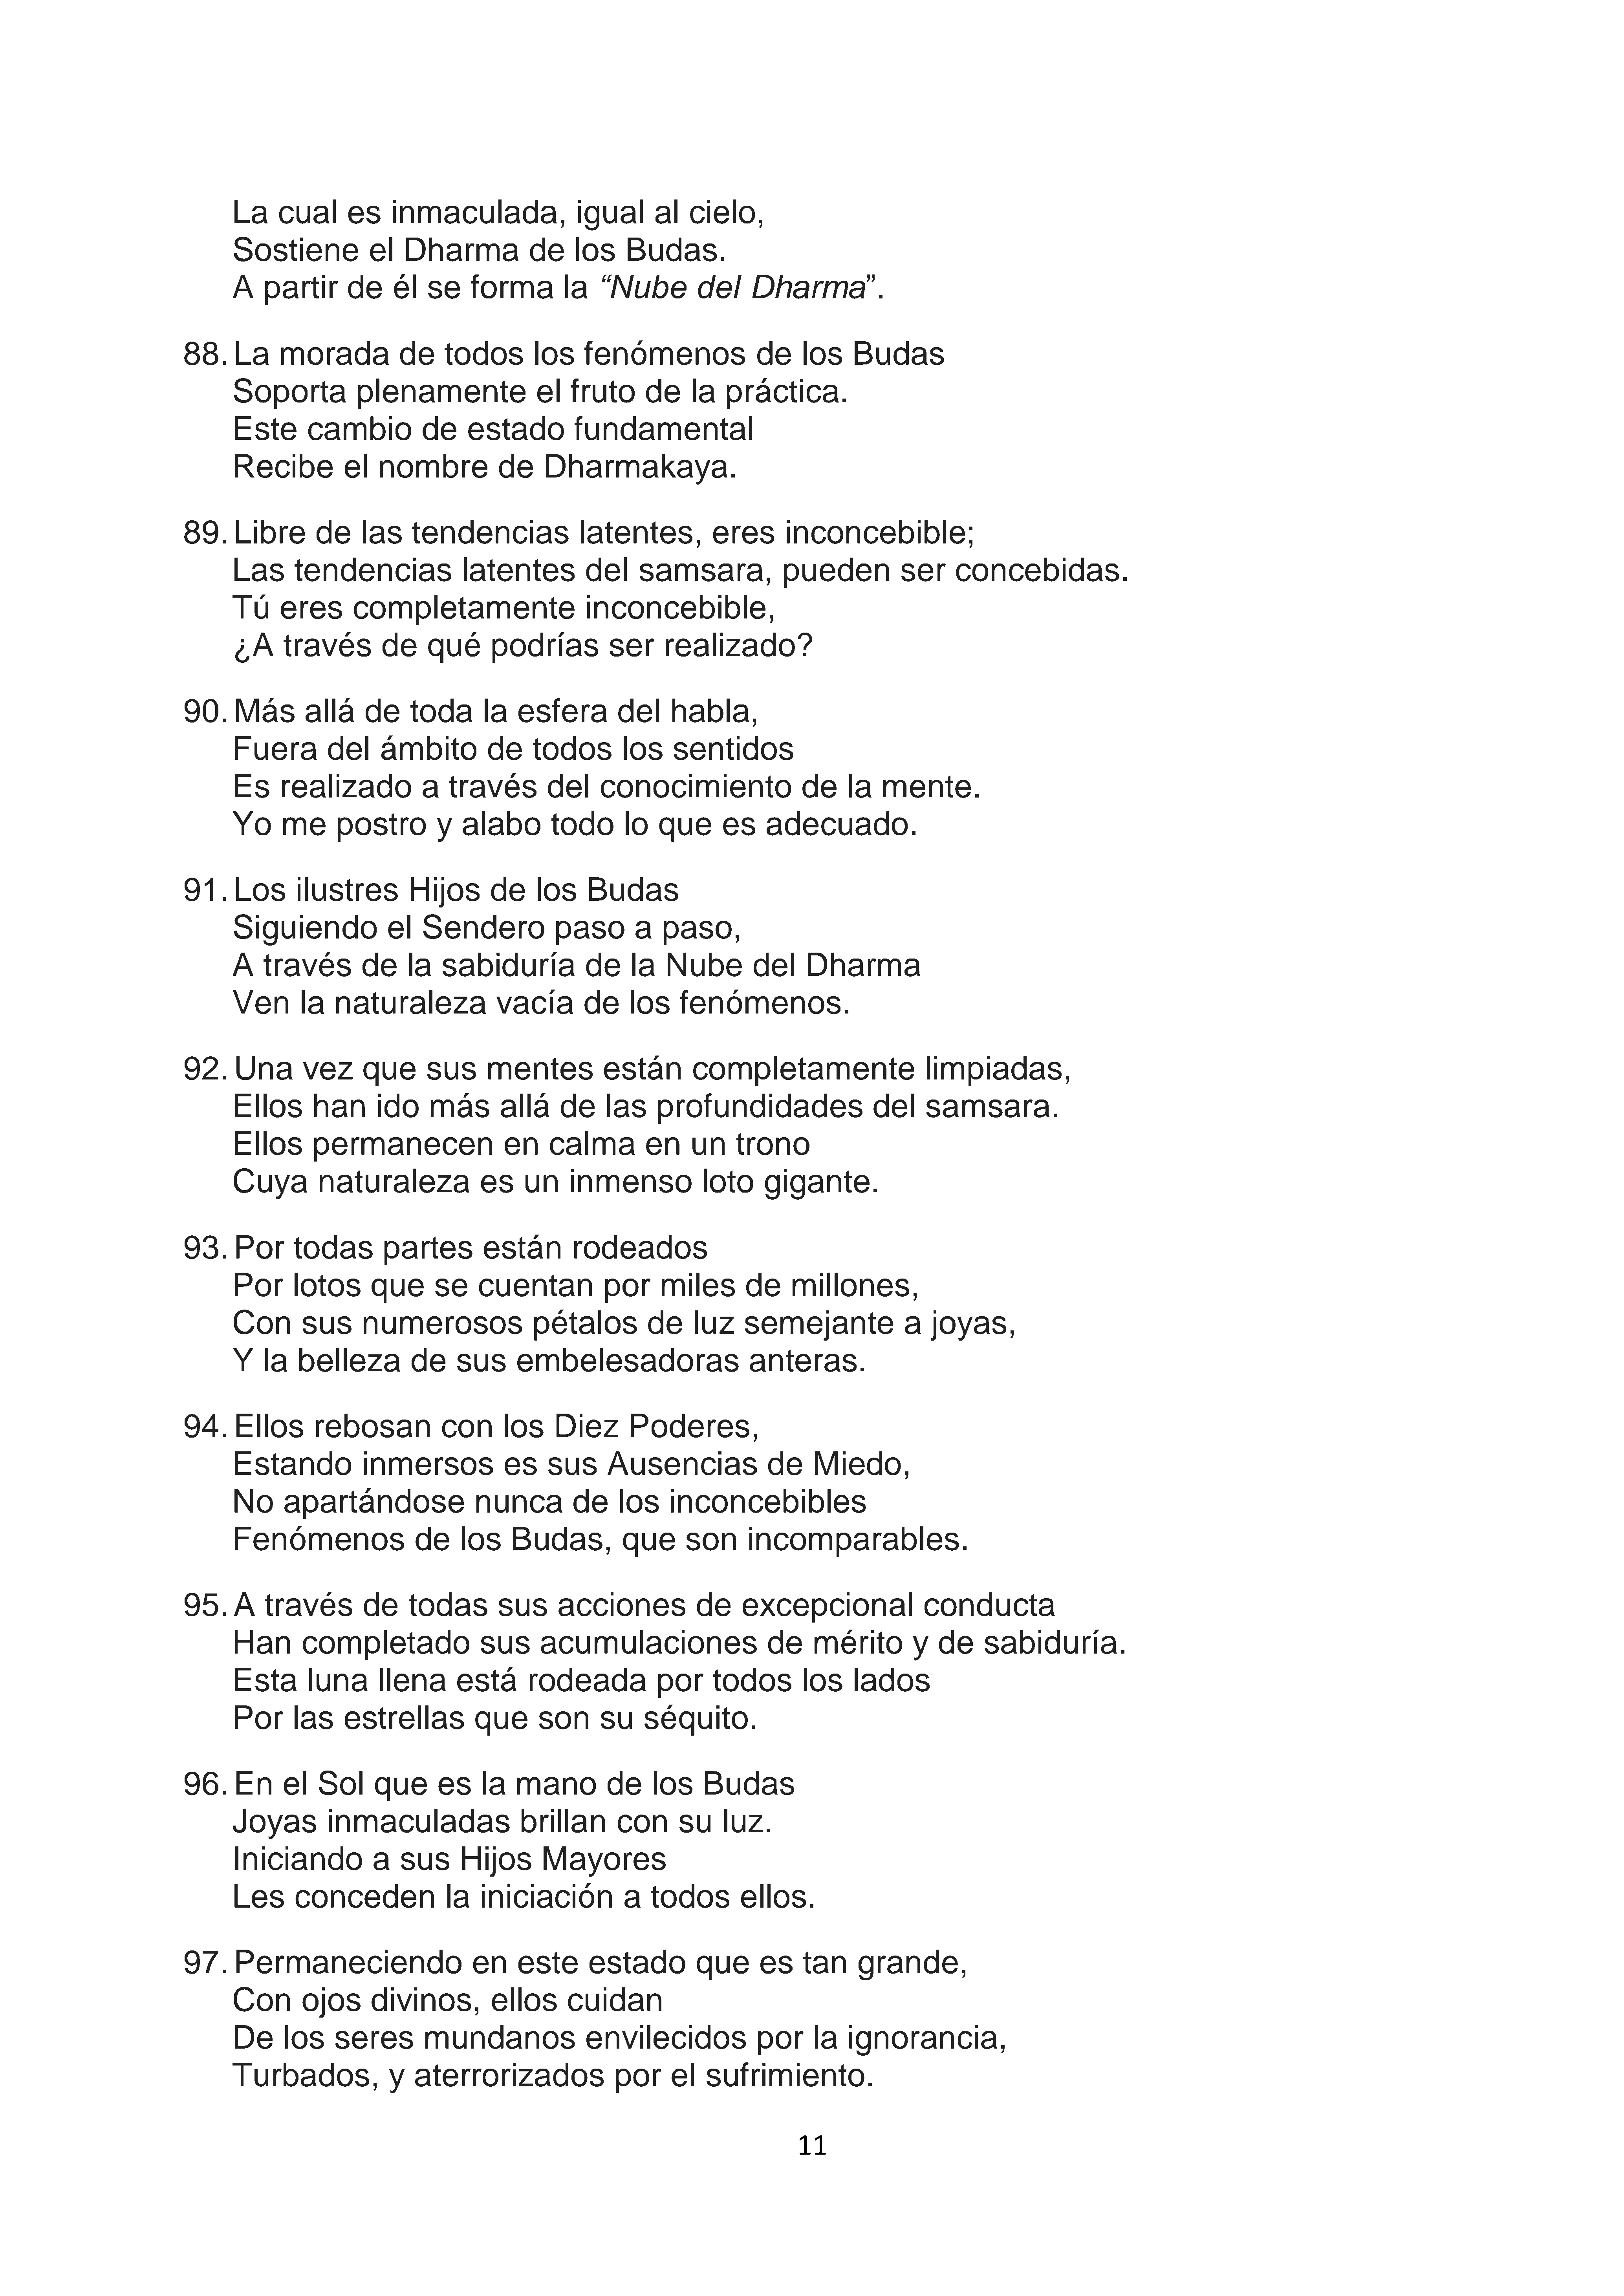 La cual es inmaculada, igual al cielo,
Sostiene el Dharma de los Budas.
A partir de él se forma la “Nube del Dharma”.
88. La morada de todos los fenómenos de los Budas
Soporta plenamente el fruto de la práctica.
Este cambio de estado fundamental
Recibe el nombre de Dharmakaya.
89. Libre de las tendencias latentes, eres inconcebible;
Las tendencias latentes del samsara, pueden ser concebidas.
Tú eres completamente inconcebible,
¿A través de qué podrías ser realizado?
90. Más allá de toda la esfera del habla,
Fuera del ámbito de todos los sentidos
Es realizado a través del conocimiento de la mente.
Yo me postro y alabo todo lo que es adecuado.
91. Los ilustres Hijos de los Budas
Siguiendo el Sendero paso a paso,
A través de la sabiduría de la Nube del Dharma
Ven la naturaleza vacía de los fenómenos.
92. Una vez que sus mentes están completamente limpiadas,
Ellos han ido más allá de las profundidades del samsara.
Ellos permanecen en calma en un trono
Cuya naturaleza es un inmenso loto gigante.
93. Por todas partes están rodeados
Por lotos que se cuentan por miles de millones,
Con sus numerosos pétalos de luz semejante a joyas,
Y la belleza de sus embelesadoras anteras.
94. Ellos rebosan con los Diez Poderes,
Estando inmersos es sus Ausencias de Miedo,
No apartándose nunca de los inconcebibles
Fenómenos de los Budas, que son incomparables.
95. A través de todas sus acciones de excepcional conducta
Han completado sus acumulaciones de mérito y de sabiduría.
Esta luna llena está rodeada por todos los lados
Por las estrellas que son su séquito.
96. En el Sol que es la mano de los Budas
Joyas inmaculadas brillan con su luz.
Iniciando a sus Hijos Mayores
Les conceden la iniciación a todos ellos.
97. Permaneciendo en este estado que es tan grande,
Con ojos divinos, ellos cuidan
De los seres mundanos envilecidos por la ignorancia,
Turbados, y aterrorizados por el sufrimiento.
11